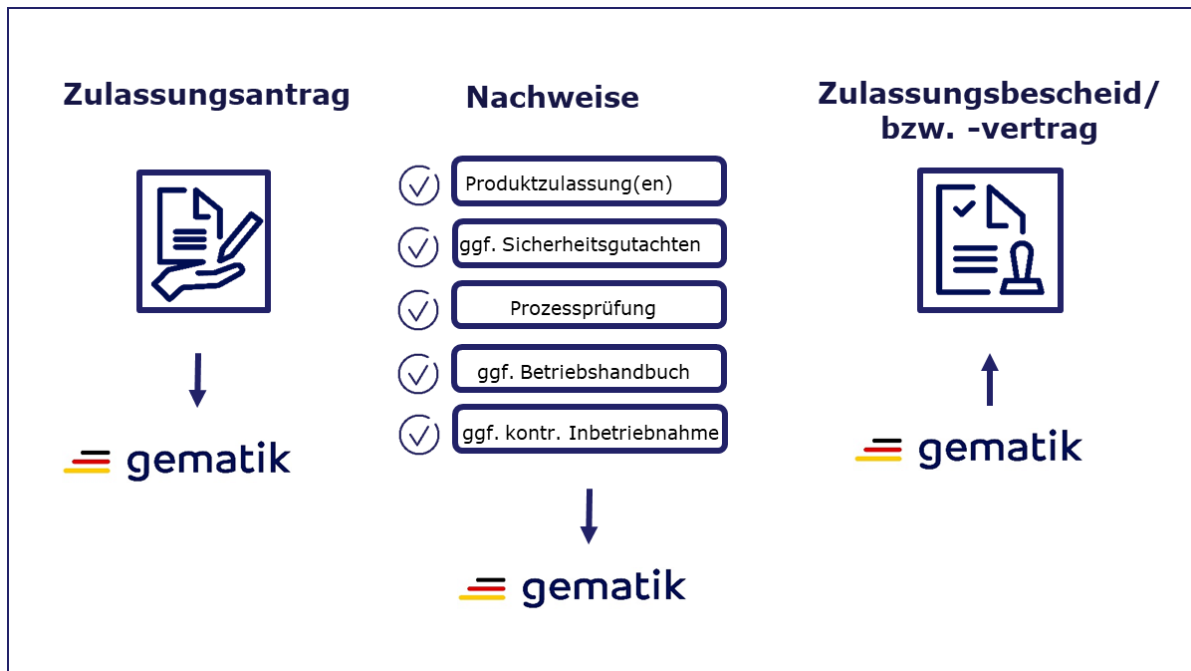 Zulassungsantrag
gematik
Nachweise
Produktzulassung(en)
ggf. Sicherheitsgutachten
Prozessprüfung
ggf. Betriebshandbuch
ggf. kontr. Inbetriebnahme
gematik
Zulassungsbescheid/
bzw. -vertrag
gematik